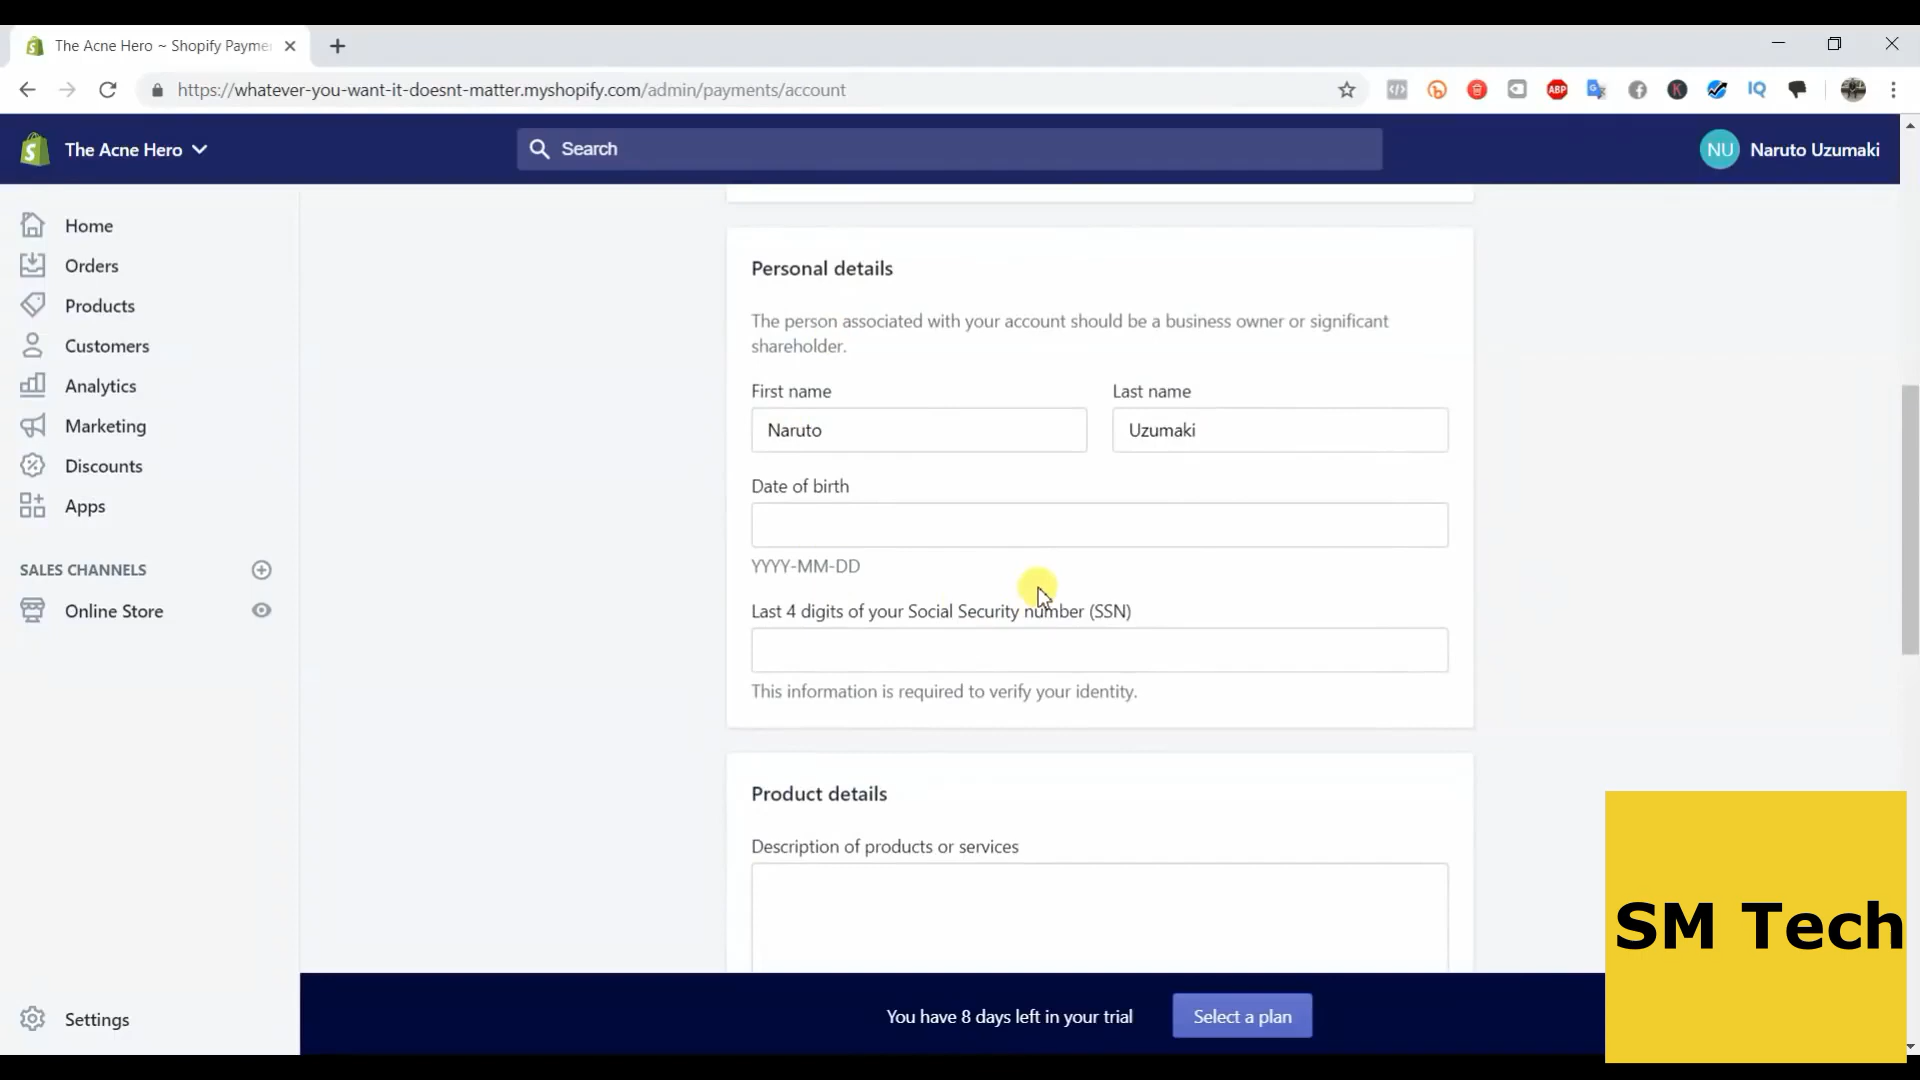 The Acne Hero ~ Shopify Payme
https://whatever-you-want-it-doesnt-matter.myshopify.com/admin/payments/account
ABP
IQ
The Acne Hero
Search
NU
Naruto Uzumaki
Home
Orders
Products
Customers
Analytics
Marketing
Discounts
Apps
SALES CHANNELS
Online Store
Settings
Personal details
The person associated with your account should be a business owner or significant
shareholder.
First name
Last name
Naruto
Uzumaki
Date of birth
YYYY-MM-DD
Last 4 digits of your Social Security number (SSN)
This information is required to verify your identity.
Product details
Description of products or services
You have 8 days left in your trial
Select a plan
SM Tech